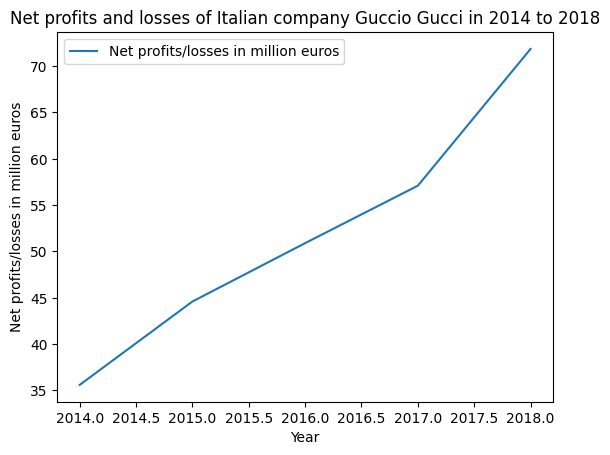 Net profits and losses of Italian company Guccio Gucci in 2014 to 2018
Net profits/losses in million euros
Net profits/losses in million euros
70
65
60
55
50
45
40
35
2014.0 2014.5 2015.0 2015.5 2016.0 2016.5 2017.0 2017.5 2018.0
Year